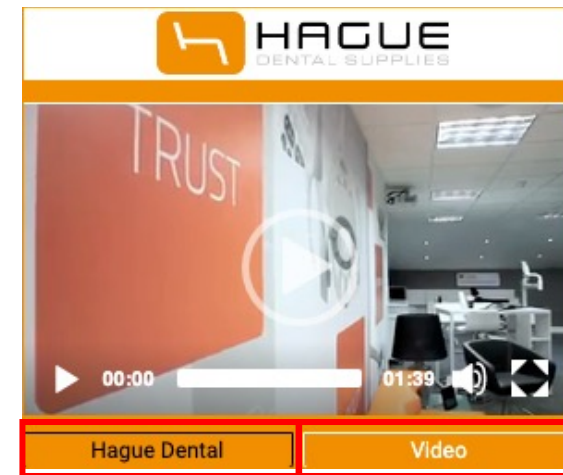 HAGUE
DENTAL SUPPLIES
TRUST
00:00
01:39
Hague Dental
Video